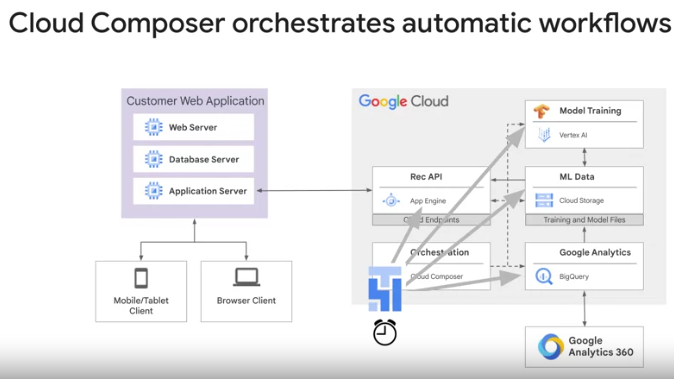 Cloud Composer orchestrates automatic workflows
Customer Web Application
Web Server
Database Server
Application Server
Mobile/Tablet
Client
Browser Client
Google Cloud
Rec API
App Engine
Cloud Endpoints
Orchestration
Cloud Composer
Model Training
Vertex AI
ML Data
Cloud Storage
Training and Model Files
Google Analytics
BigQuery
Google
Analytics 360